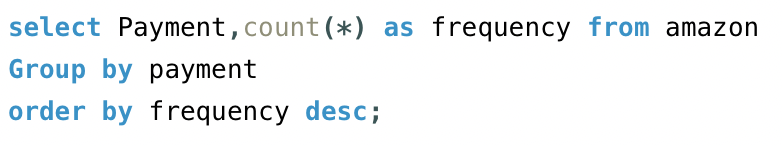 select Payment,count(*) as frequency from amazon
Group by payment
order by frequency desc;